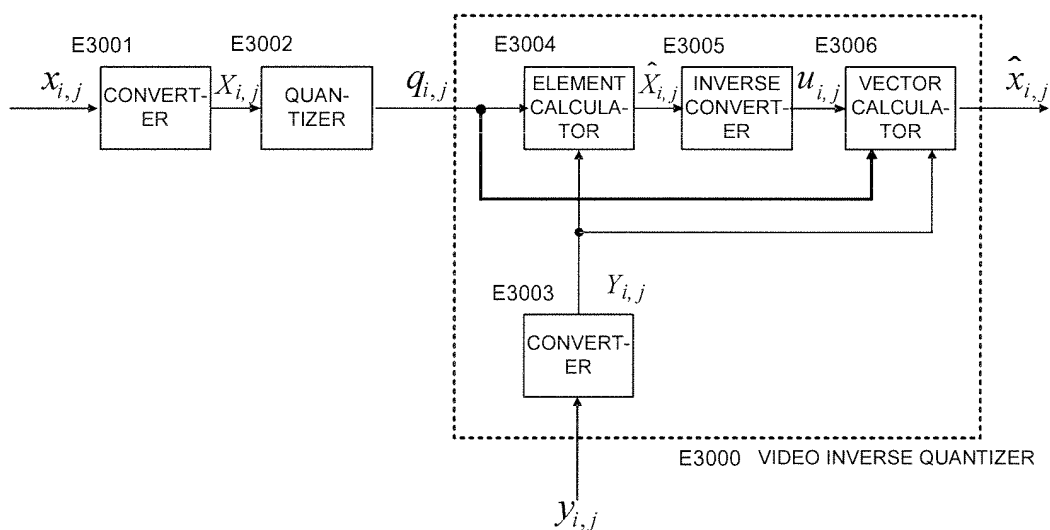 E3001
E3002
E3004
E3005
E3006
x_{i,j}
CONVERT-
ER
X_{i,j}
QUAN-
TIZER
q_{i,j}
ELEMENT
CALCULA-
TOR
X̂_{i,j}
INVERSE
CONVERT-
ER
u_{i,j}
VECTOR
CALCULA-
TOR
x̂_{i,j}
E3003
Y_{i,j}
CONVERT-
ER
E3000 VIDEO INVERSE QUANTIZER
y_{i,j}